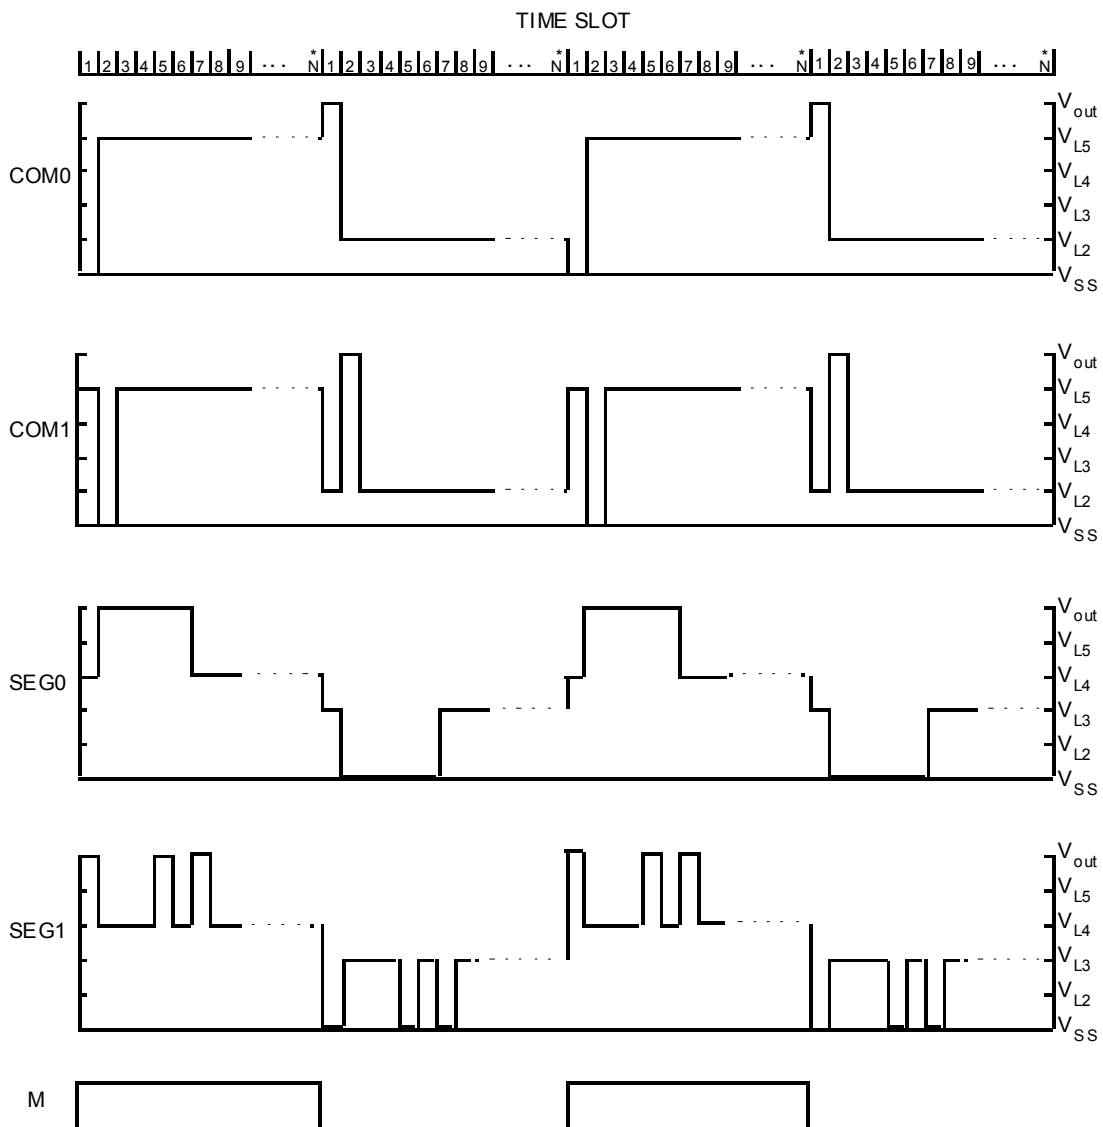 TIME SLOT
1 2 3 4 5 6 7 8 9 ... *N 1 2 3 4 5 6 7 8 9 ... *N 1 2 3 4 5 6 7 8 9 ... *N 1 2 3 4 5 6 7 8 9 ... *N
COM0
Vout
VL5
VL4
VL3
VL2
VSS
COM1
Vout
VL5
VL4
VL3
VL2
VSS
SEG0
Vout
VL5
VL4
VL3
VL2
VSS
SEG1
Vout
VL5
VL4
VL3
VL2
VSS
M